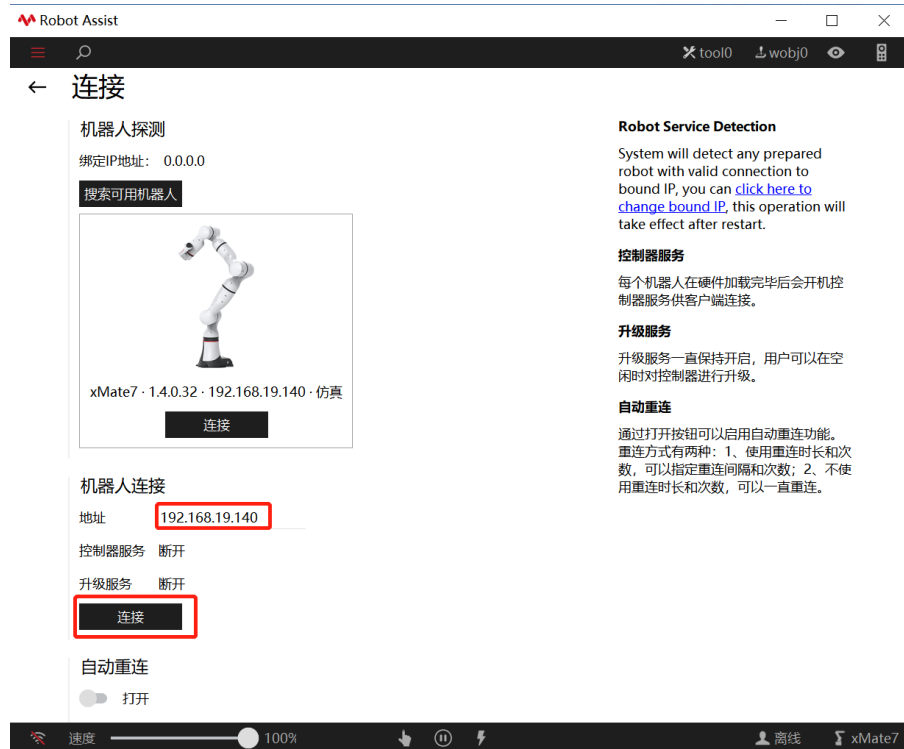 Robot Assist
tool0 wobj0
连接
机器人探测
绑定IP地址： 0.0.0.0
搜索可用机器人
xMate7 · 1.4.0.32 · 192.168.19.140 · 仿真
连接
机器人连接
地址 192.168.19.140
控制器服务 断开
升级服务 断开
连接
自动重连
打开
Robot Service Detection
System will detect any prepared
robot with valid connection to
bound IP, you can click here to
change bound IP, this operation will
take effect after restart.
控制器服务
每个机器人在硬件加载完毕后会开机控
制器服务供客户端连接。
升级服务
升级服务一直保持开启，用户可以在空
闲时对控制器进行升级。
自动重连
通过打开按钮可以启用自动重连功能。
重连方式有两种：1、使用重连时长和次
数，可以指定重连间隔和次数；2、不使
用重连时长和次数，可以一直重连。
速度 100% 离线 xMate7